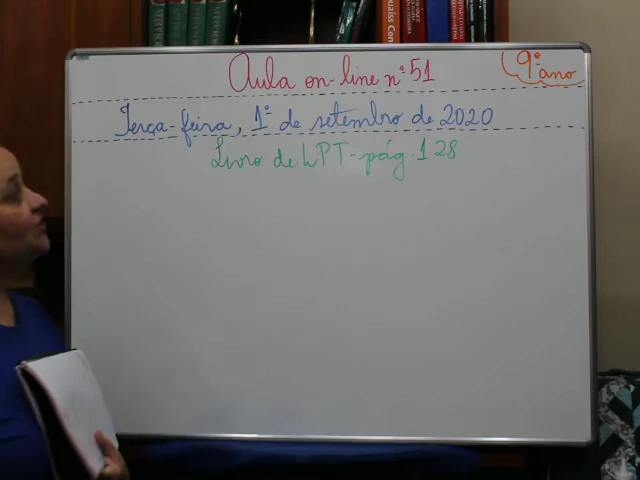 Aula on-line nº 51
9º ano
Terça-feira, 1º de setembro de 2020
Livro de LPT - pág. 128